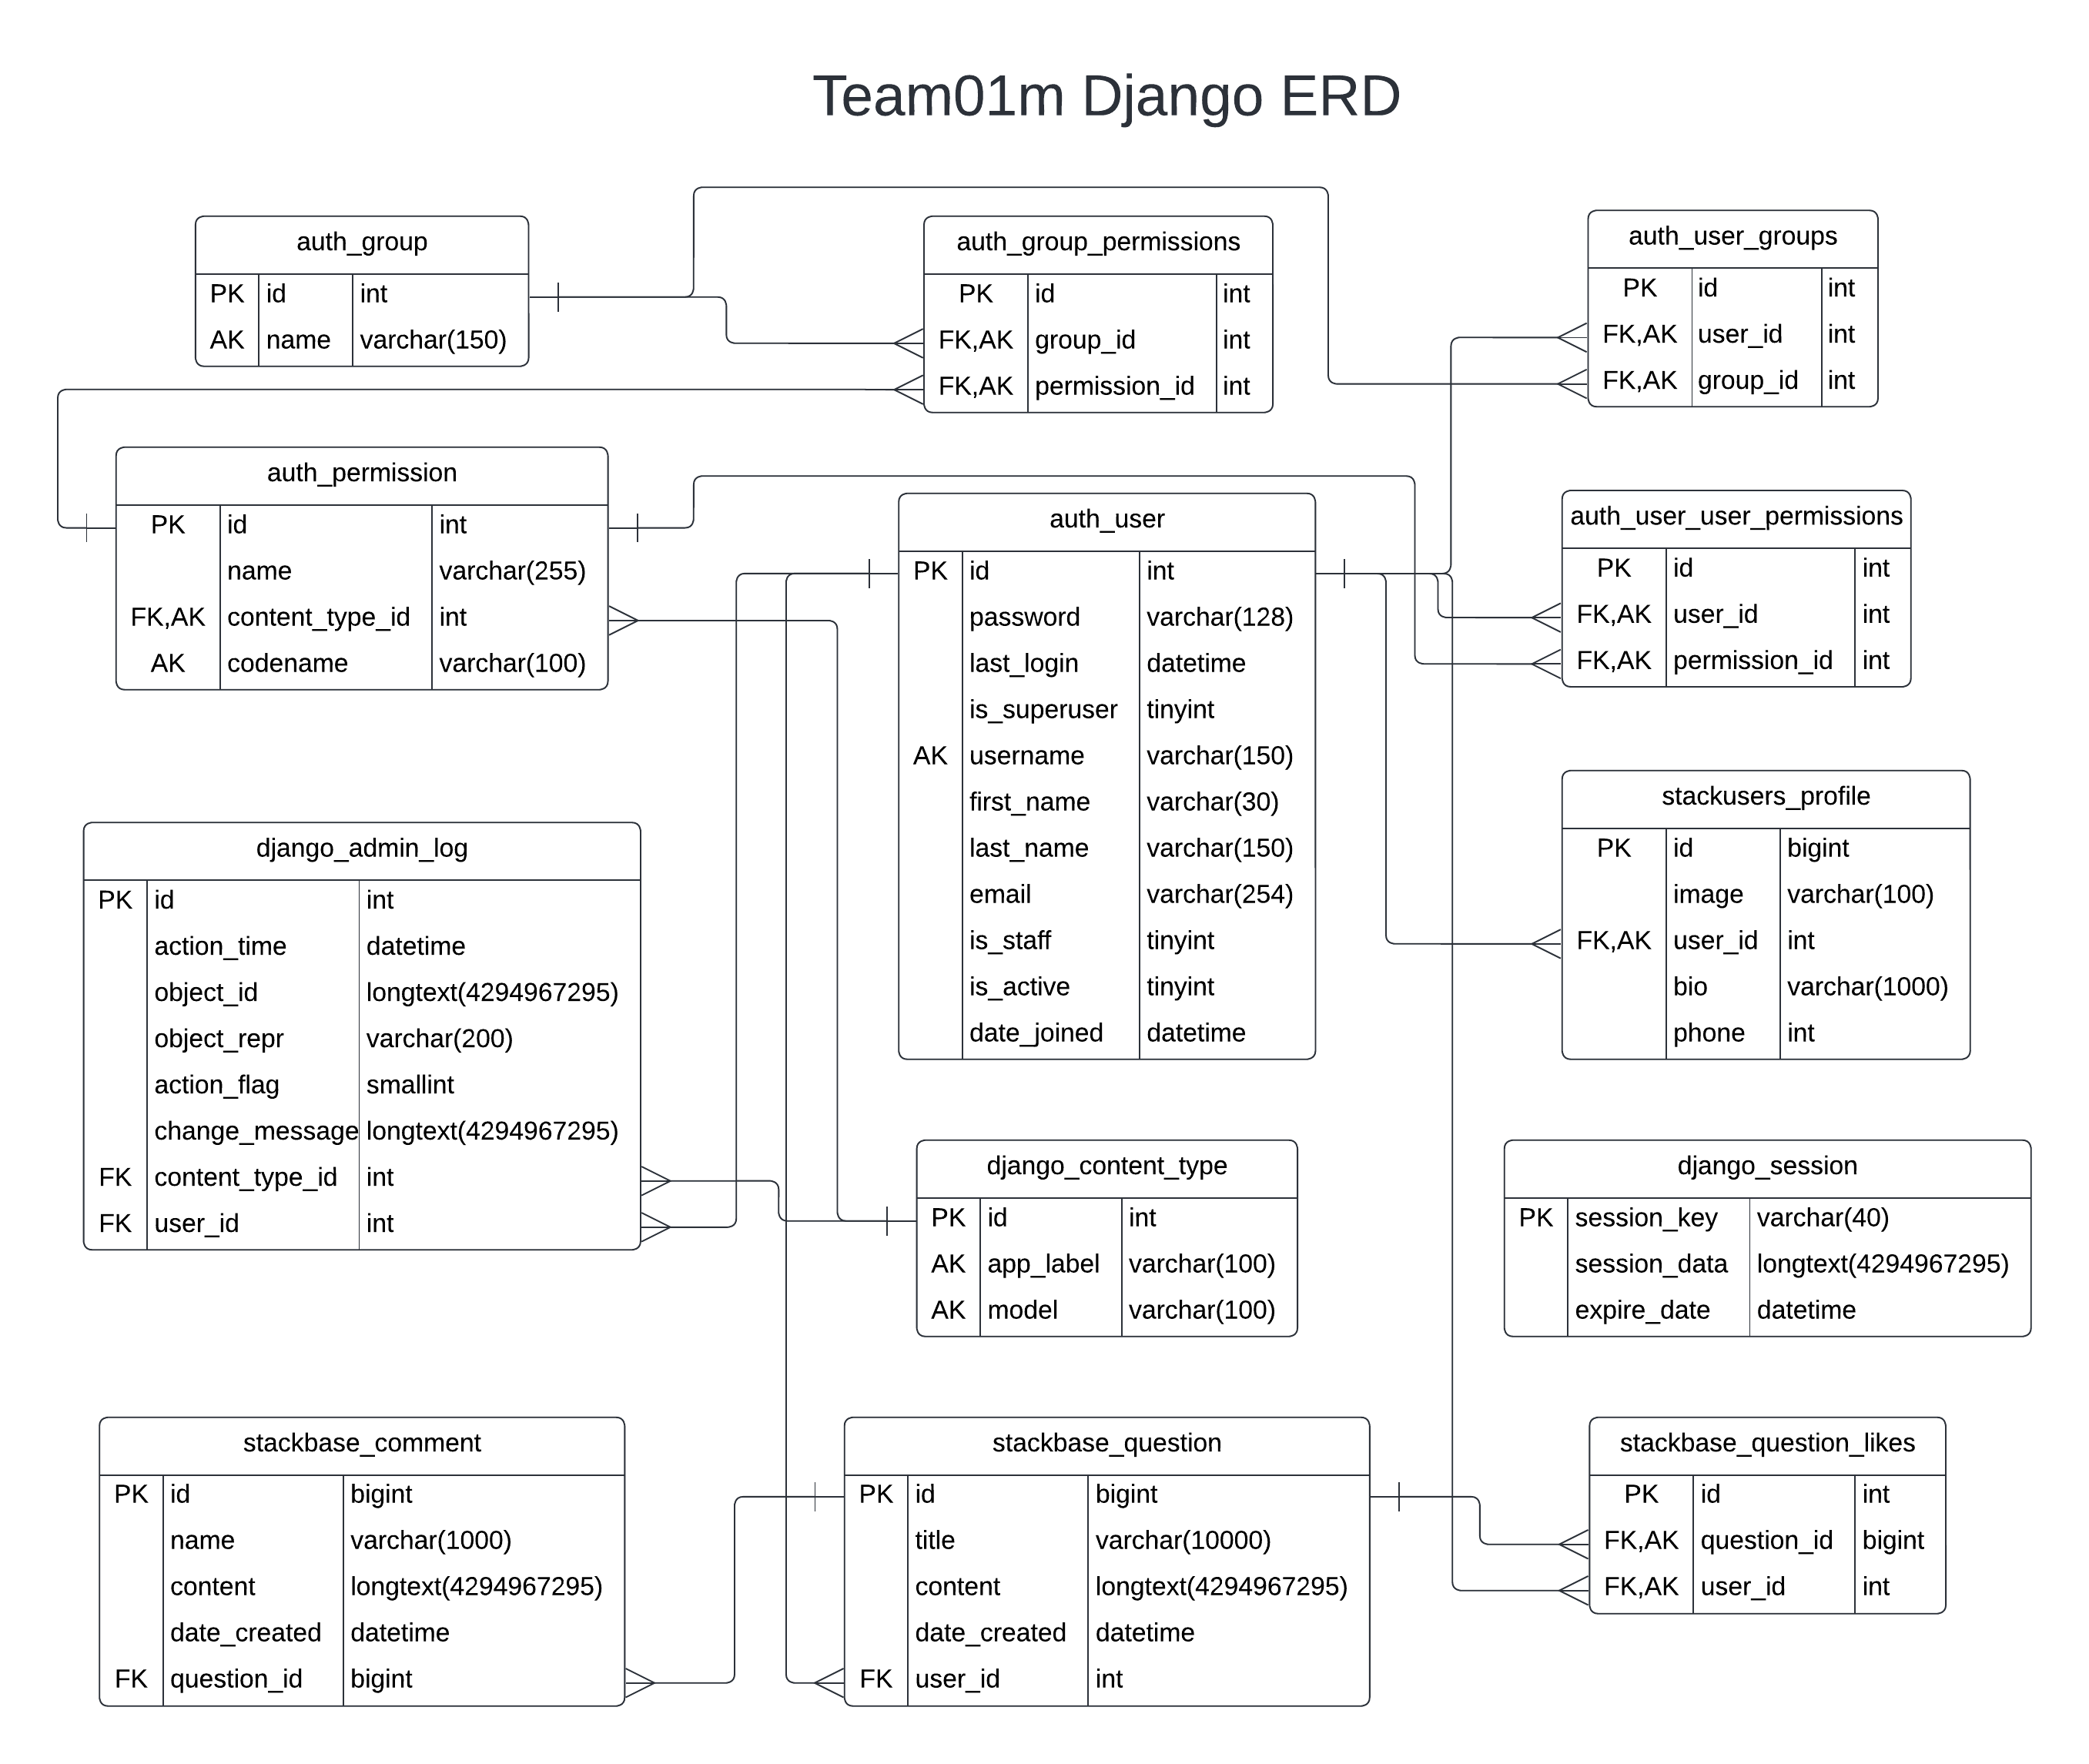 Team01m Django ERD
auth_group
PK id int
AK name varchar(150)
auth_group_permissions
PK id int
FK,AK group_id int
FK,AK permission_id int
auth_user_groups
PK id int
FK,AK user_id int
FK,AK group_id int
auth_permission
PK id int
name varchar(255)
FK,AK content_type_id int
AK codename varchar(100)
auth_user
PK id int
password varchar(128)
last_login datetime
is_superuser tinyint
AK username varchar(150)
first_name varchar(30)
last_name varchar(150)
email varchar(254)
is_staff tinyint
is_active tinyint
date_joined datetime
auth_user_user_permissions
PK id int
FK,AK user_id int
FK,AK permission_id int
stackusers_profile
PK id bigint
image varchar(100)
FK,AK user_id int
bio varchar(1000)
phone int
django_admin_log
PK id int
action_time datetime
object_id longtext(4294967295)
object_repr varchar(200)
action_flag smallint
change_message longtext(4294967295)
FK content_type_id int
FK user_id int
django_content_type
PK id int
AK app_label varchar(100)
AK model varchar(100)
django_session
PK session_key varchar(40)
session_data longtext(4294967295)
expire_date datetime
stackbase_comment
PK id bigint
name varchar(1000)
content longtext(4294967295)
date_created datetime
FK question_id bigint
stackbase_question
PK id bigint
title varchar(10000)
content longtext(4294967295)
date_created datetime
FK user_id int
stackbase_question_likes
PK id int
FK,AK question_id bigint
FK,AK user_id int